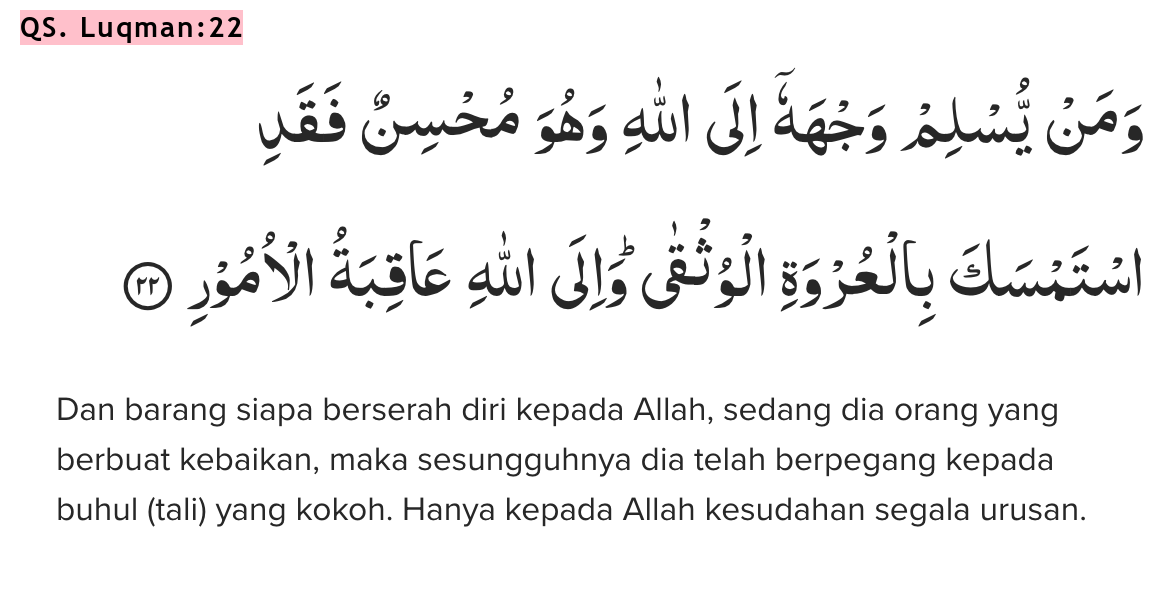 QS. Luqman:22
وَمَنْ يُّسْلِمْ وَجْهَهٗٓ اِلَى اللّٰهِ وَهُوَ مُحْسِنٌ فَقَدِ
اسْتَمْسَكَ بِالْعُرْوَةِ الْوُثْقٰىۗ وَاِلَى اللّٰهِ عَاقِبَةُ الْاُمُوْرِ ٢٢
Dan barang siapa berserah diri kepada Allah, sedang dia orang yang
berbuat kebaikan, maka sesungguhnya dia telah berpegang kepada
buhul (tali) yang kokoh. Hanya kepada Allah kesudahan segala urusan.